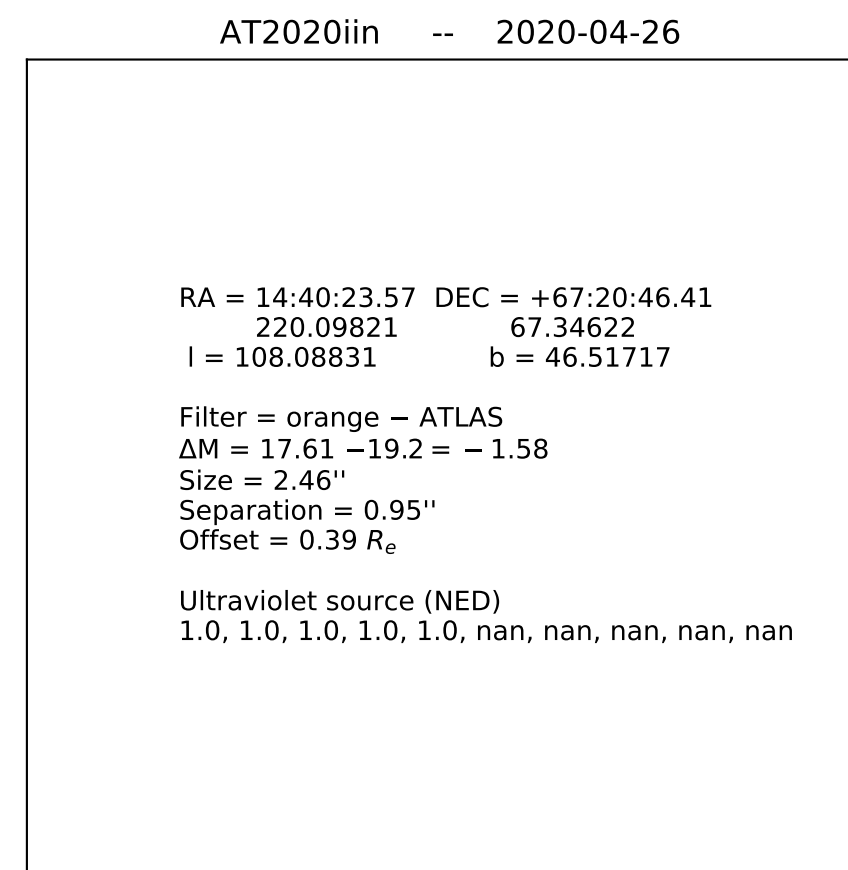 AT2020iin -- 2020-04-26
RA = 14:40:23.57 DEC = +67:20:46.41
220.09821 67.34622
l = 108.08831 b = 46.51717
Filter = orange − ATLAS
ΔM = 17.61 −19.2 = − 1.58
Size = 2.46''
Separation = 0.95''
Offset = 0.39 Re
Ultraviolet source (NED)
1.0, 1.0, 1.0, 1.0, 1.0, nan, nan, nan, nan, nan